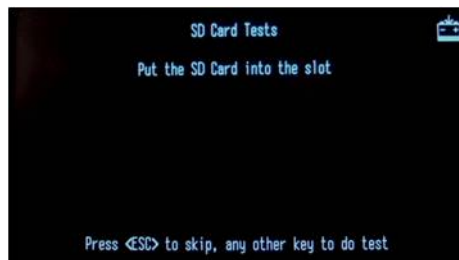 SD Card Tests
Put the SD Card into the slot
Press <ESC> to skip, any other key to do test